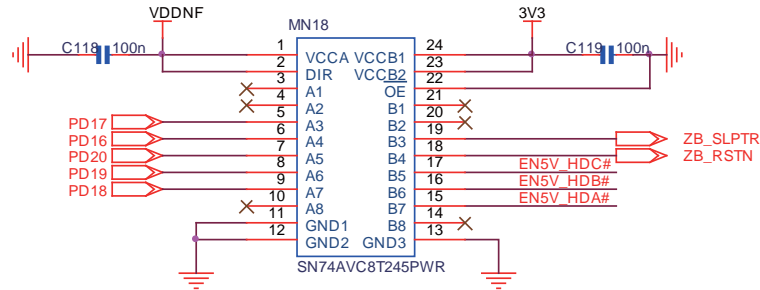 VDDNF 3V3
MN18
C118 100n 1 VCCA VCCB1 24 C119 100n
2 DIR VCCB2 23
3 A1 OE 22
4 A2 B1 21
5 A3 B2 20
PD17
6 A4 B3 19 ZB_SLPTR
PD16
7 A5 B4 18 ZB_RSTN
PD20
8 A6 B5 17 EN5V_HDC#
PD19
9 A7 B6 16 EN5V_HDB#
PD18
10 A8 B7 15 EN5V_HDA#
11 GND1 B8 14
12 GND2 GND3 13
SN74AVC8T245PWR